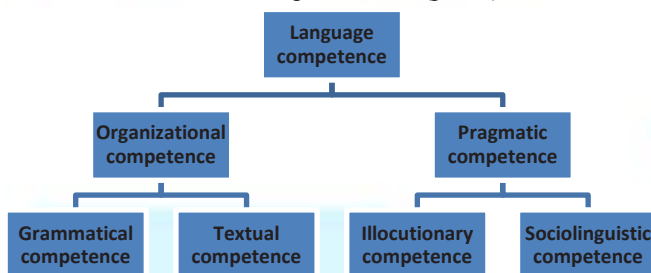 Language
competence
Organizational
competence
Pragmatic
competence
Grammatical
competence
Textual
competence
Illocutionary
competence
Sociolinguistic
competence